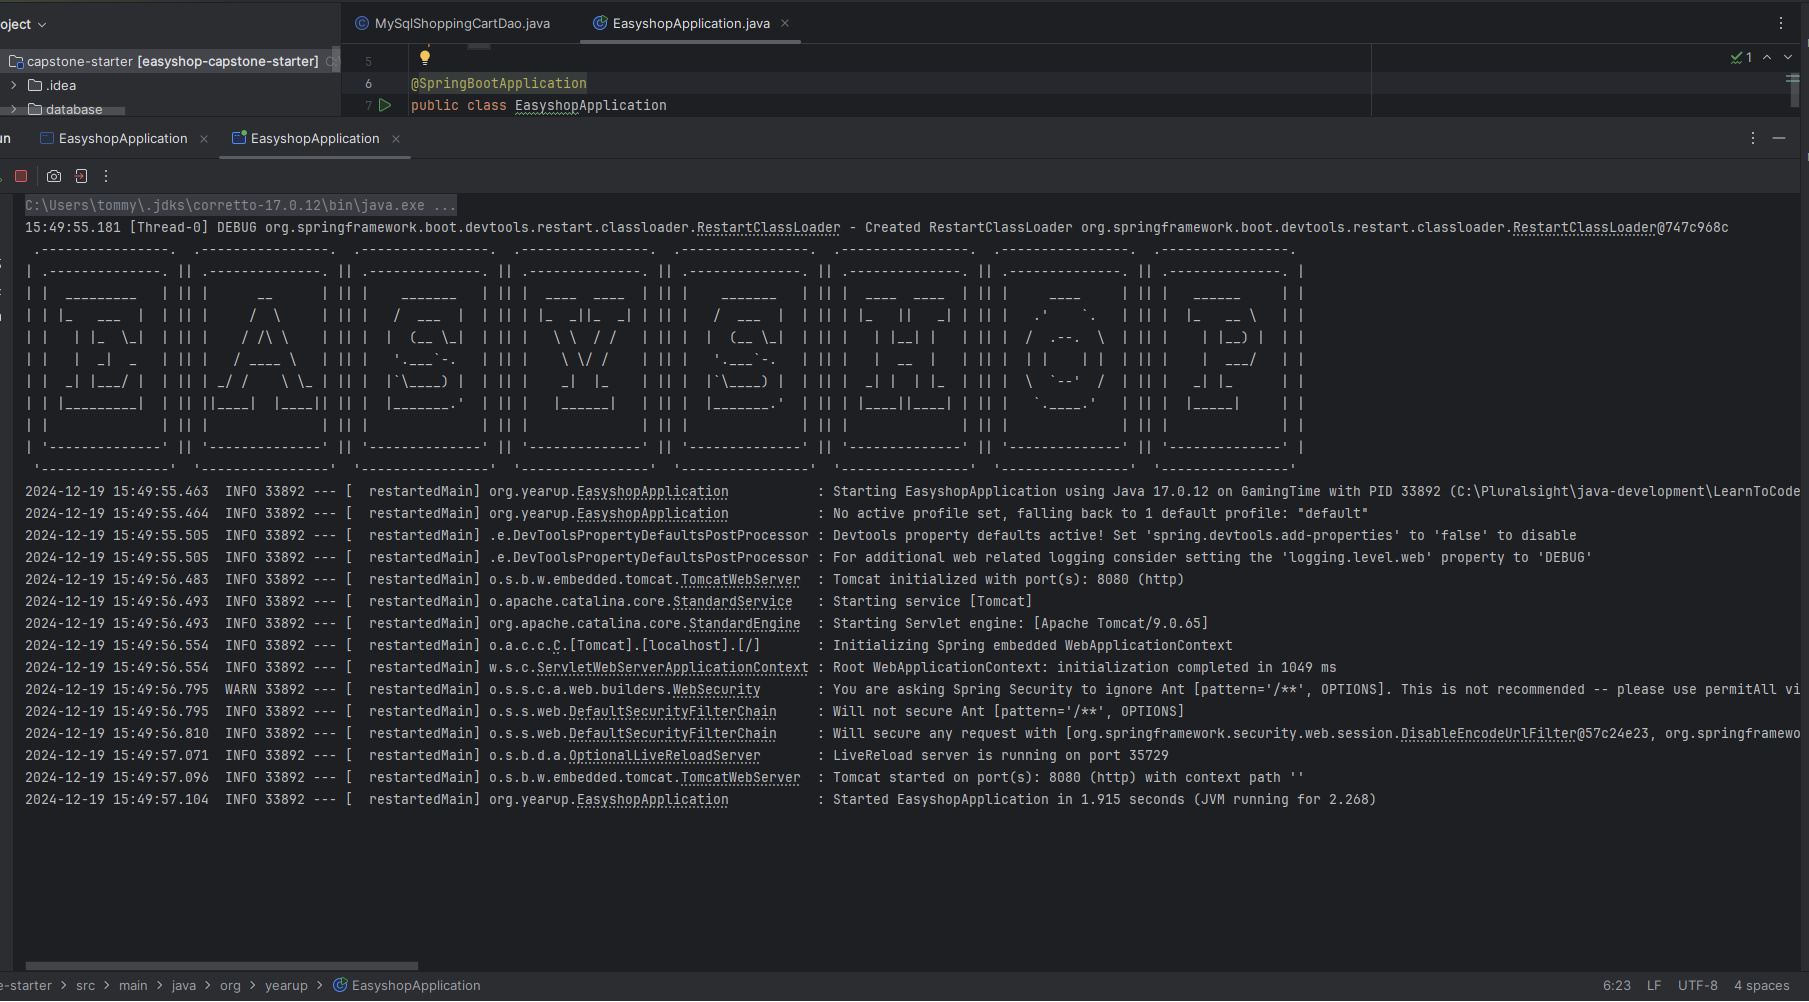 oject
MySqlShoppingCartDao.java
EasyshopApplication.java
capstone-starter [easyshop-capstone-starter]
.idea
database
5
6 @SpringBootApplication
7 public class EasyshopApplication
1
un
EasyshopApplication
EasyshopApplication
C:\Users\tommy\.jdks\corretto-17.0.12\bin\java.exe ...
15:49:55.181 [Thread-0] DEBUG org.springframework.boot.devtools.restart.classloader.RestartClassLoader - Created RestartClassLoader org.springframework.boot.devtools.restart.classloader.RestartClassLoader@747c968c
EASYSHOP
2024-12-19 15:49:55.463  INFO 33892 --- [  restartedMain] org.yearup.EasyshopApplication           : Starting EasyshopApplication using Java 17.0.12 on GamingTime with PID 33892 (C:\Pluralsight\java-development\LearnToCode
2024-12-19 15:49:55.464  INFO 33892 --- [  restartedMain] org.yearup.EasyshopApplication           : No active profile set, falling back to 1 default profile: "default"
2024-12-19 15:49:55.505  INFO 33892 --- [  restartedMain] .e.DevToolsPropertyDefaultsPostProcessor : Devtools property defaults active! Set 'spring.devtools.add-properties' to 'false' to disable
2024-12-19 15:49:55.505  INFO 33892 --- [  restartedMain] .e.DevToolsPropertyDefaultsPostProcessor : For additional web related logging consider setting the 'logging.level.web' property to 'DEBUG'
2024-12-19 15:49:56.483  INFO 33892 --- [  restartedMain] o.s.b.w.embedded.tomcat.TomcatWebServer  : Tomcat initialized with port(s): 8080 (http)
2024-12-19 15:49:56.493  INFO 33892 --- [  restartedMain] o.apache.catalina.core.StandardService   : Starting service [Tomcat]
2024-12-19 15:49:56.493  INFO 33892 --- [  restartedMain] org.apache.catalina.core.StandardEngine  : Starting Servlet engine: [Apache Tomcat/9.0.65]
2024-12-19 15:49:56.554  INFO 33892 --- [  restartedMain] o.a.c.c.C.[Tomcat].[localhost].[/]       : Initializing Spring embedded WebApplicationContext
2024-12-19 15:49:56.554  INFO 33892 --- [  restartedMain] w.s.c.ServletWebServerApplicationContext : Root WebApplicationContext: initialization completed in 1049 ms
2024-12-19 15:49:56.795  WARN 33892 --- [  restartedMain] o.s.s.c.a.web.builders.WebSecurity       : You are asking Spring Security to ignore Ant [pattern='/**', OPTIONS]. This is not recommended -- please use permitAll vi
2024-12-19 15:49:56.795  INFO 33892 --- [  restartedMain] o.s.s.web.DefaultSecurityFilterChain     : Will not secure Ant [pattern='/**', OPTIONS]
2024-12-19 15:49:56.810  INFO 33892 --- [  restartedMain] o.s.s.web.DefaultSecurityFilterChain     : Will secure any request with [org.springframework.security.web.session.DisableEncodeUrlFilter@57c24e23, org.springframewo
2024-12-19 15:49:57.071  INFO 33892 --- [  restartedMain] o.s.b.d.a.OptionalLiveReloadServer       : LiveReload server is running on port 35729
2024-12-19 15:49:57.096  INFO 33892 --- [  restartedMain] o.s.b.w.embedded.tomcat.TomcatWebServer  : Tomcat started on port(s): 8080 (http) with context path ''
2024-12-19 15:49:57.104  INFO 33892 --- [  restartedMain] org.yearup.EasyshopApplication           : Started EasyshopApplication in 1.915 seconds (JVM running for 2.268)
e-starter > src > main > java > org > yearup > EasyshopApplication
6:23 LF UTF-8 4 spaces